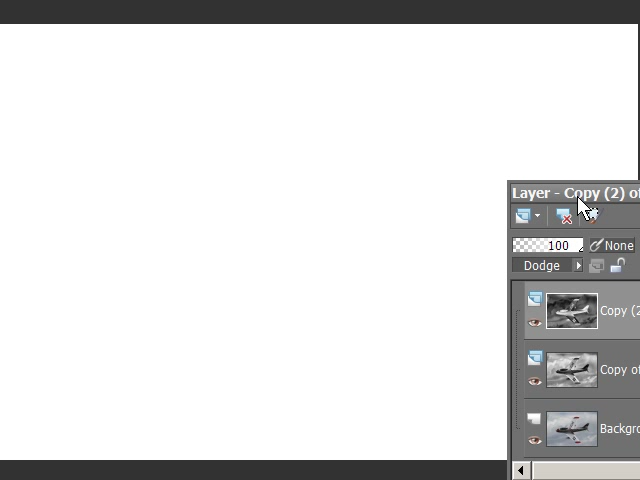 Layer - Copy (2) of
100 None
Dodge
Copy (2
Copy of
Backgro